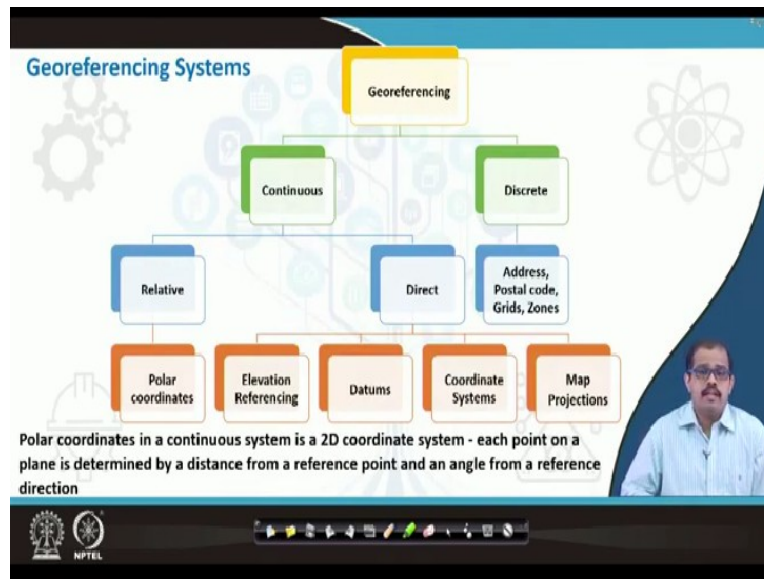 Georeferencing Systems
Georeferencing
Continuous
Discrete
Relative
Direct
Address,
Postal code,
Grids, Zones
Polar
coordinates
Elevation
Referencing
Datums
Coordinate
Systems
Map
Projections
Polar coordinates in a continuous system is a 2D coordinate system - each point on a
plane is determined by a distance from a reference point and an angle from a reference
direction
NPTEL